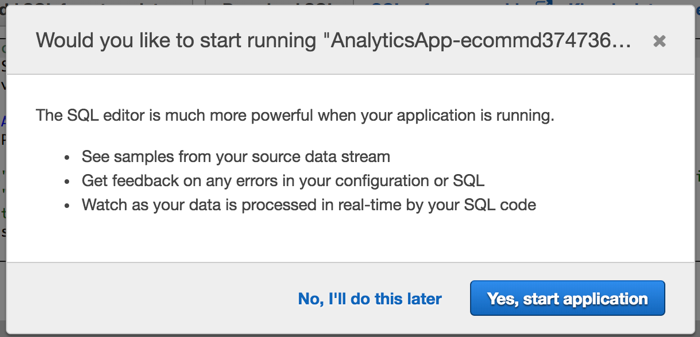 Would you like to start running "AnalyticsApp-ecommd374736...
The SQL editor is much more powerful when your application is running.
• See samples from your source data stream
• Get feedback on any errors in your configuration or SQL
• Watch as your data is processed in real-time by your SQL code
No, I'll do this later
Yes, start application